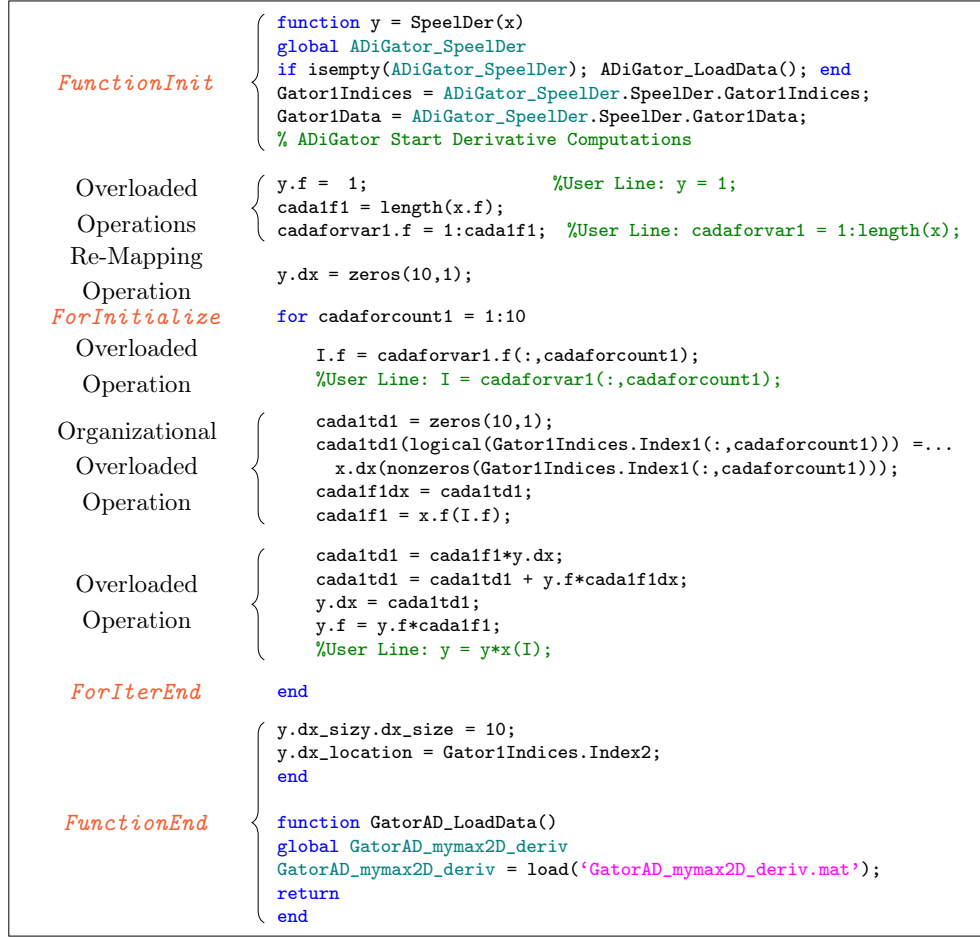 FunctionInit
function y = SpeelDer(x)
global ADiGator_SpeelDer
if isempty(ADiGator_SpeelDer); ADiGator_LoadData(); end
Gator1Indices = ADiGator_SpeelDer.SpeelDer.Gator1Indices;
Gator1Data = ADiGator_SpeelDer.SpeelDer.Gator1Data;
% ADiGator Start Derivative Computations
Overloaded
Operations
y.f = 1; %User Line: y = 1;
cada1f1 = length(x.f);
cadaforvar1.f = 1:cada1f1; %User Line: cadaforvar1 = 1:length(x);
Re-Mapping
Operation
y.dx = zeros(10,1);
ForInitialize
for cadaforcount1 = 1:10
Overloaded
Operation
I.f = cadaforvar1.f(:,cadaforcount1);
%User Line: I = cadaforvar1(:,cadaforcount1);
Organizational
Overloaded
Operation
cada1td1 = zeros(10,1);
cada1td1(logical(Gator1Indices.Index1(:,cadaforcount1))) =...
x.dx(nonzeros(Gator1Indices.Index1(:,cadaforcount1)));
cada1f1dx = cada1td1;
cada1f1 = x.f(I.f);
Overloaded
Operation
cada1td1 = cada1f1*y.dx;
cada1td1 = cada1td1 + y.f*cada1f1dx;
y.dx = cada1td1;
y.f = y.f*cada1f1;
%User Line: y = y*x(I);
ForIterEnd
end
FunctionEnd
y.dx_sizy.dx_size = 10;
y.dx_location = Gator1Indices.Index2;
end
function GatorAD_LoadData()
global GatorAD_mymax2D_deriv
GatorAD_mymax2D_deriv = load(‘GatorAD_mymax2D_deriv.mat’);
return
end